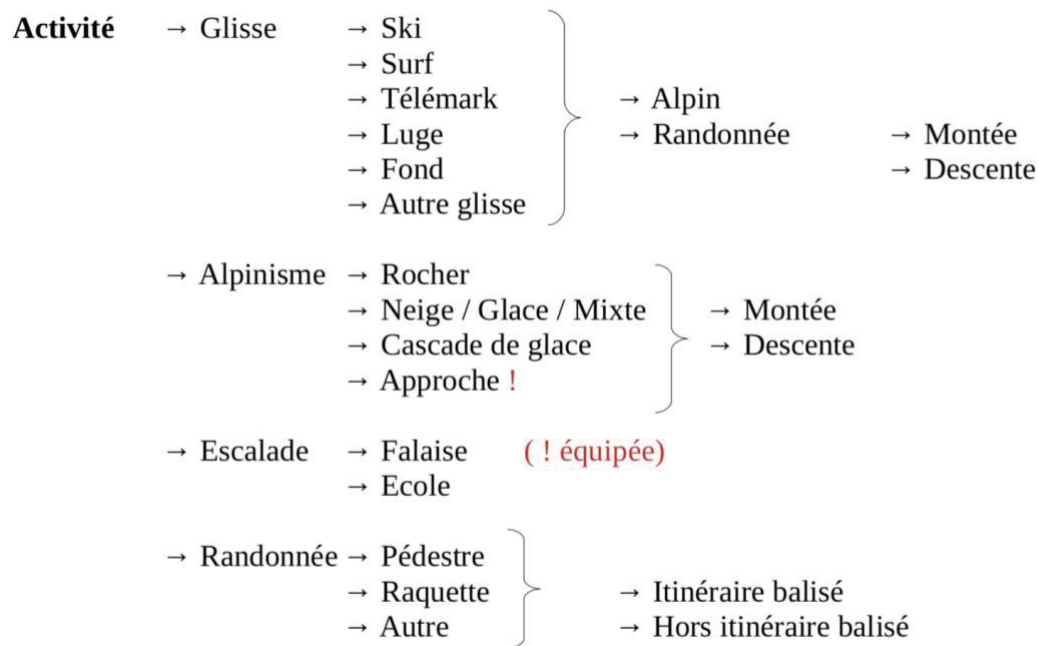 Activité → Glisse → Ski
→ Surf
→ Télémark → Alpin
→ Luge → Randonnée → Montée
→ Fond → Descente
→ Autre glisse
→ Alpinisme → Rocher
→ Neige / Glace / Mixte → Montée
→ Cascade de glace → Descente
→ Approche !
→ Escalade → Falaise ( ! équipée)
→ Ecole
→ Randonnée → Pédestre
→ Raquette → Itinéraire balisé
→ Autre → Hors itinéraire balisé